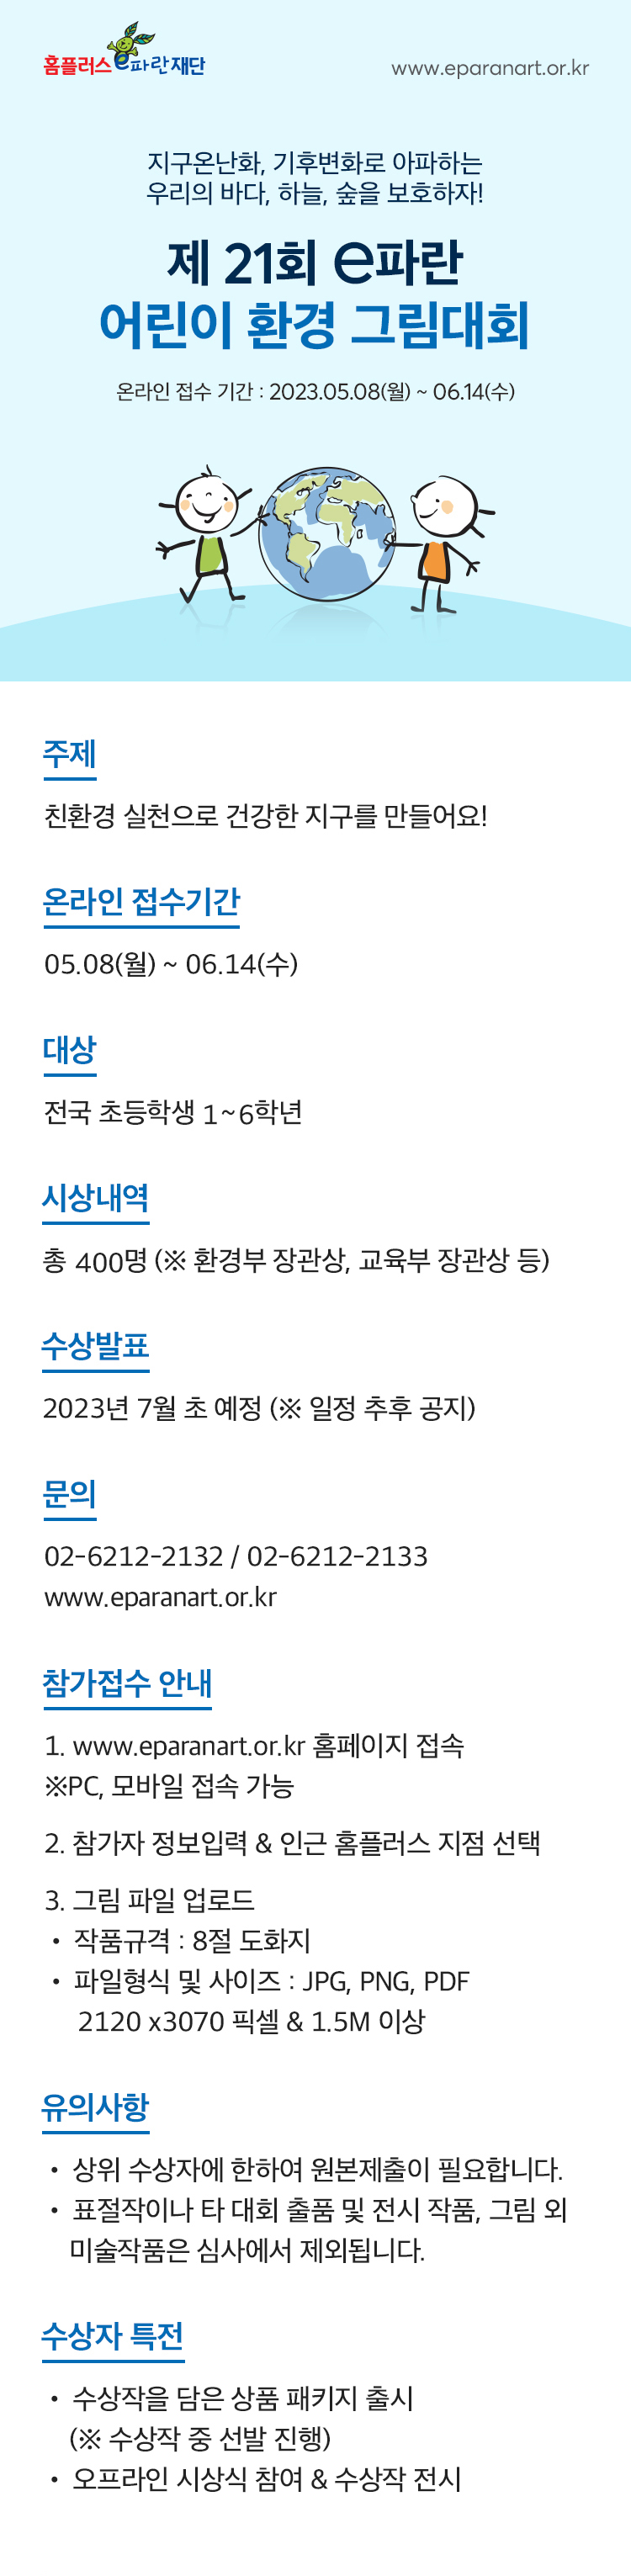 홈플러스 e파란재단
www.eparanart.or.kr
지구온난화, 기후변화로 아파하는
우리의 바다, 하늘, 숲을 보호하자!
제 21회 e파란
어린이 환경 그림대회
온라인 접수 기간 : 2023.05.08(월) ~ 06.14(수)
주제
친환경 실천으로 건강한 지구를 만들어요!
온라인 접수기간
05.08(월) ~ 06.14(수)
대상
전국 초등학생 1~6학년
시상내역
총 400명 (※ 환경부 장관상, 교육부 장관상 등)
수상발표
2023년 7월 초 예정 (※ 일정 추후 공지)
문의
02-6212-2132 / 02-6212-2133
www.eparanart.or.kr
참가접수 안내
1. www.eparanart.or.kr 홈페이지 접속
※PC, 모바일 접속 가능
2. 참가자 정보입력 & 인근 홈플러스 지점 선택
3. 그림 파일 업로드
• 작품규격 : 8절 도화지
• 파일형식 및 사이즈 : JPG, PNG, PDF
2120 x3070 픽셀 & 1.5M 이상
유의사항
• 상위 수상자에 한하여 원본제출이 필요합니다.
• 표절작이나 타 대회 출품 및 전시 작품, 그림 외
미술작품은 심사에서 제외됩니다.
수상자 특전
• 수상작을 담은 상품 패키지 출시
(※ 수상작 중 선발 진행)
• 오프라인 시상식 참여 & 수상작 전시